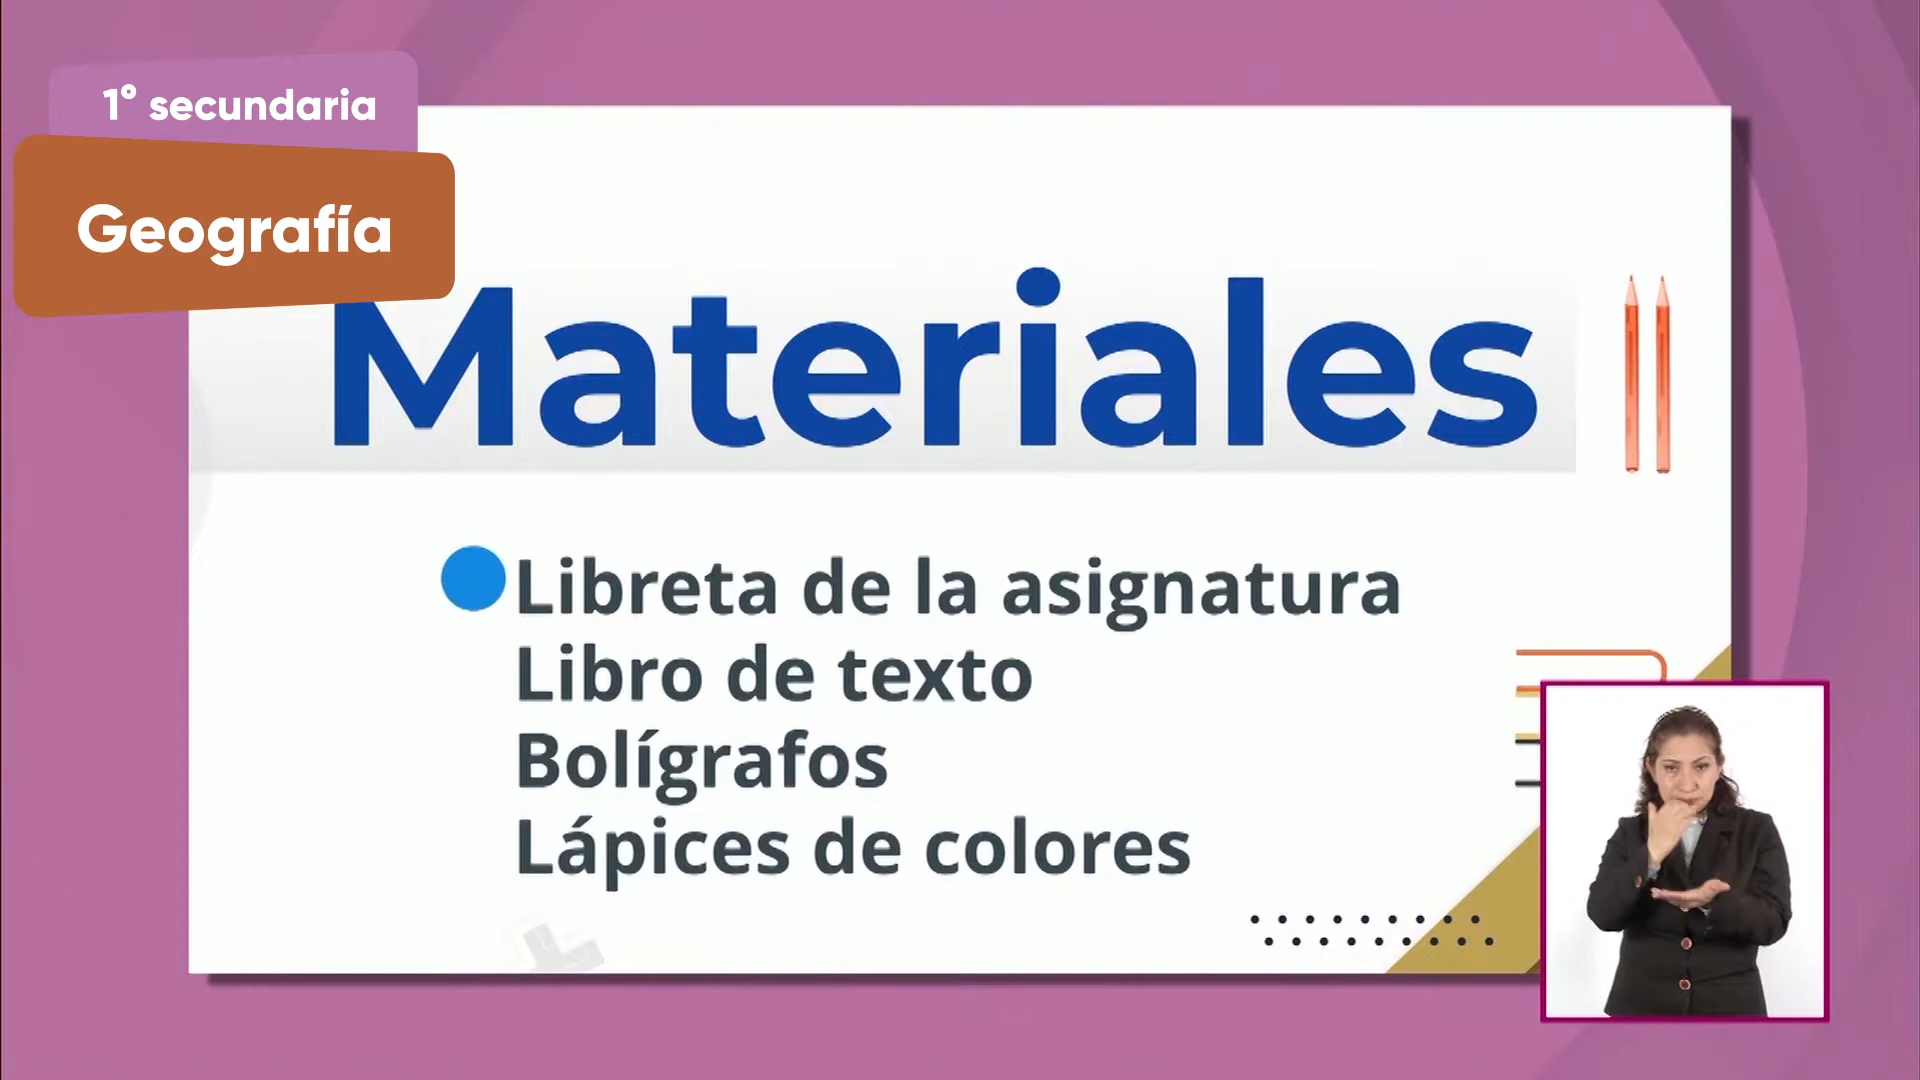 1° secundaria
Geografía
Materiales
Libreta de la asignatura
Libro de texto
Bolígrafos
Lápices de colores